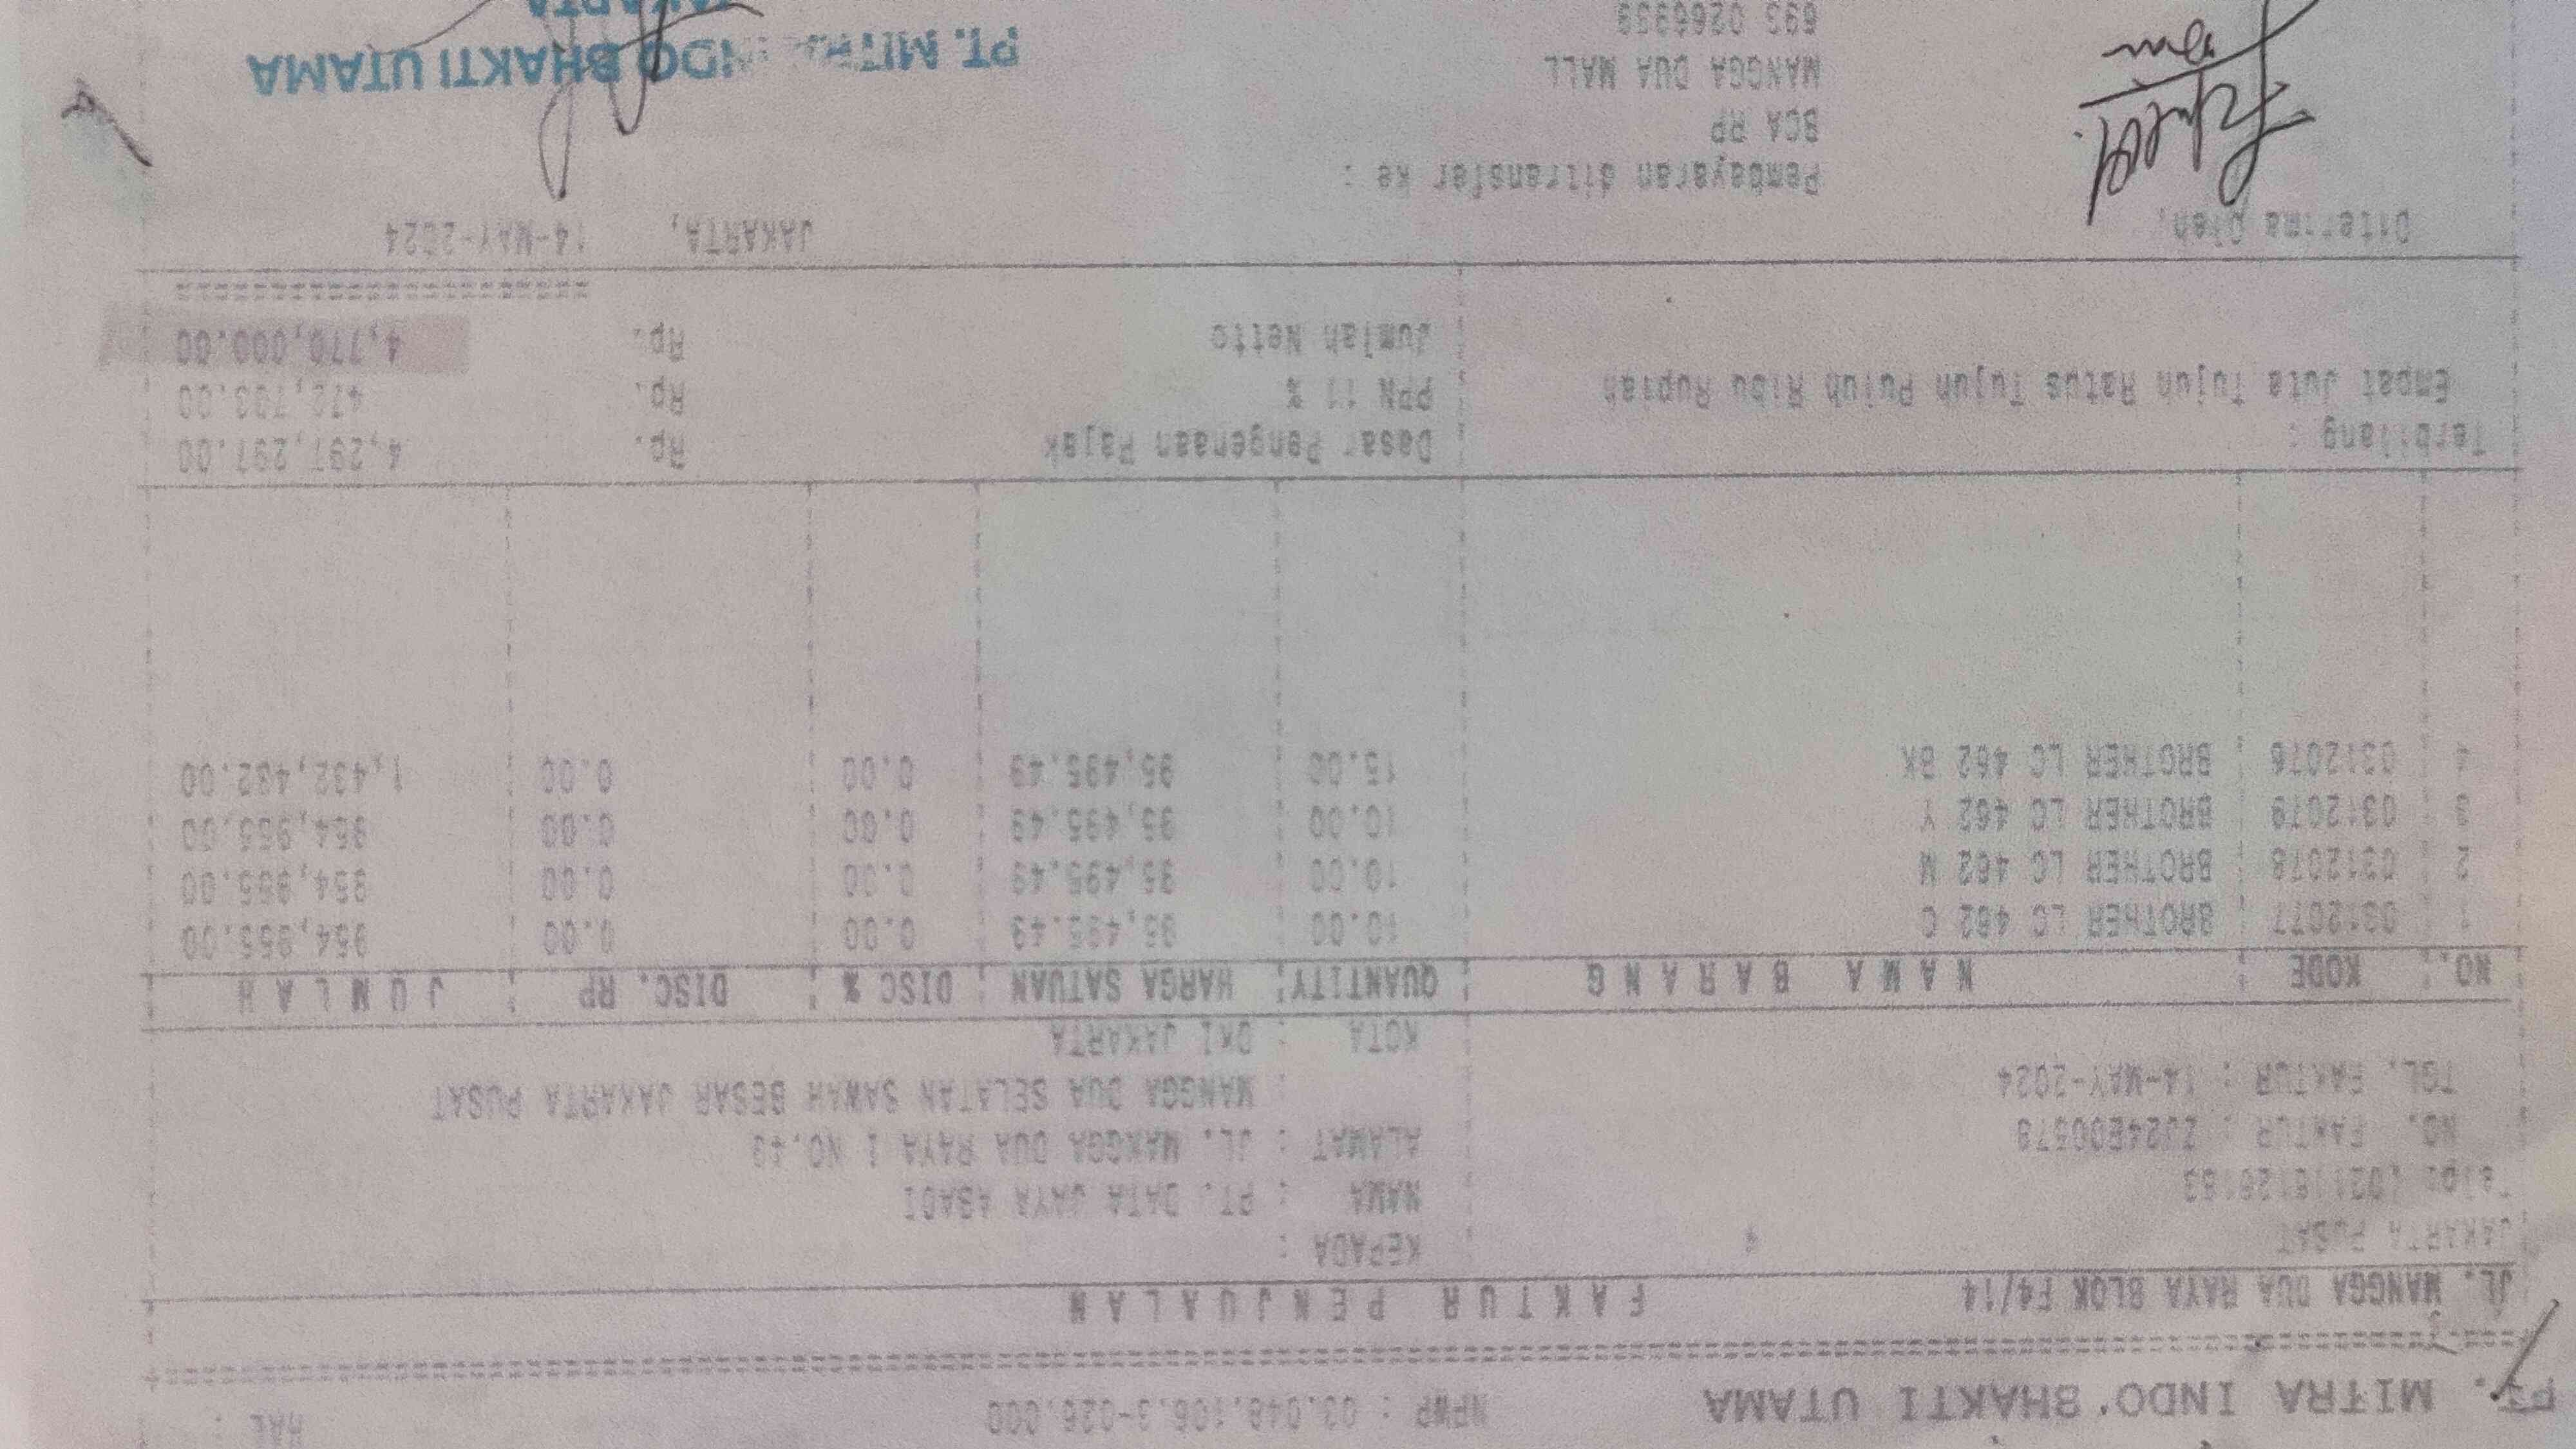 PT. MITRA INDO BHAKTI UTAMA NPWP : 03.048.106.3-026.000 HAL :
JL. MANGGA DUA RAYA BLOK F4/14 FAKTUR PENJUALAN
JAKARTA PUSAT KEPADA :
NAMA : PT. DATA JAYA ABADI
NO. FAKTUR : ZJ24E00579 ALAMAT : JL. MANGGA DUA RAYA 1 NO.49
TGL. FAKTUR : 14-MAY-2024 : MANGGA DUA SELATAN SAWAH BESAR JAKARTA PUSAT
KOTA : DKI JAKARTA
NO. KODE NAMA BARANG QUANTITY HARGA SATUAN DISC % DISC. RP JUMLAH
1 0312077 BROTHER LC 462 C 10.00 95,495.49 0.00 0.00 954,955.00
2 0312078 BROTHER LC 462 M 10.00 95,495.49 0.00 0.00 954,955.00
3 0312079 BROTHER LC 462 Y 10.00 95,495.49 0.00 0.00 954,955.00
4 0312076 BROTHER LC 462 BK 15.00 95,495.49 0.00 0.00 1,432,432.00
Terbilang : Dasar Pengenaan Pajak Rp. 4,297,297.00
Empat Juta Tujuh Ratus Tujuh Puluh Ribu Rupiah PPN 11 % Rp. 472,703.00
Jumlah Netto Rp. 4,770,000.00
Diterima Oleh, JAKARTA, 14-MAY-2024
Pembayaran ditransfer ke :
BCA RP
MANGGA DUA MALL
693 0266999
PT. MITRA INDO BHAKTI UTAMA
JAKARTA